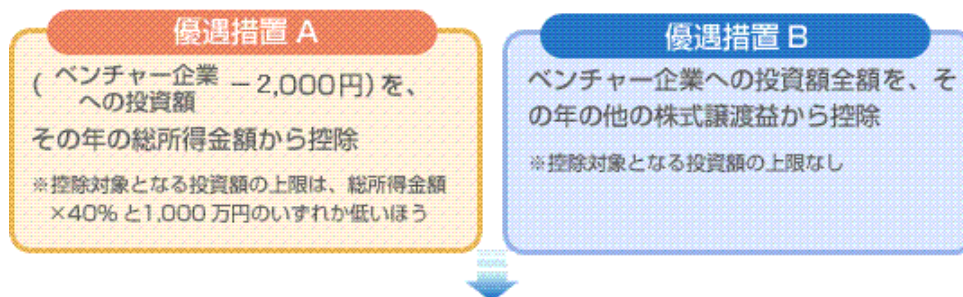 優遇措置 A
(ベンチャー企業への投資額 −2,000円)を、
その年の総所得金額から控除
※控除対象となる投資額の上限は、総所得金額
×40% と1,000 万円のいずれか低いほう
優遇措置 B
ベンチャー企業への投資額全額を、そ
の年の他の株式譲渡益から控除
※控除対象となる投資額の上限なし